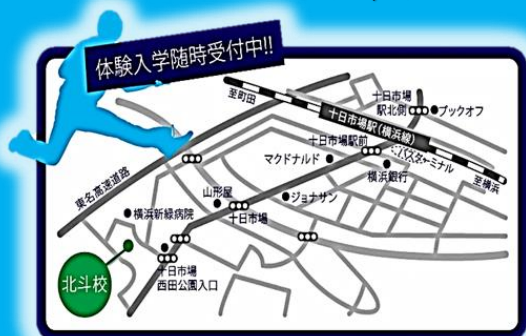 体験入学随時受付中!!
至町田
十日市場駅(横浜線)
十日市場
駅北側
ブックオフ
十日市場駅前
バスターミナル
マクドナルド
横浜銀行
至横浜
東名高速道路
山形屋
ジョナサン
横浜新緑病院
十日市場
北斗校
十日市場
西田公園入口